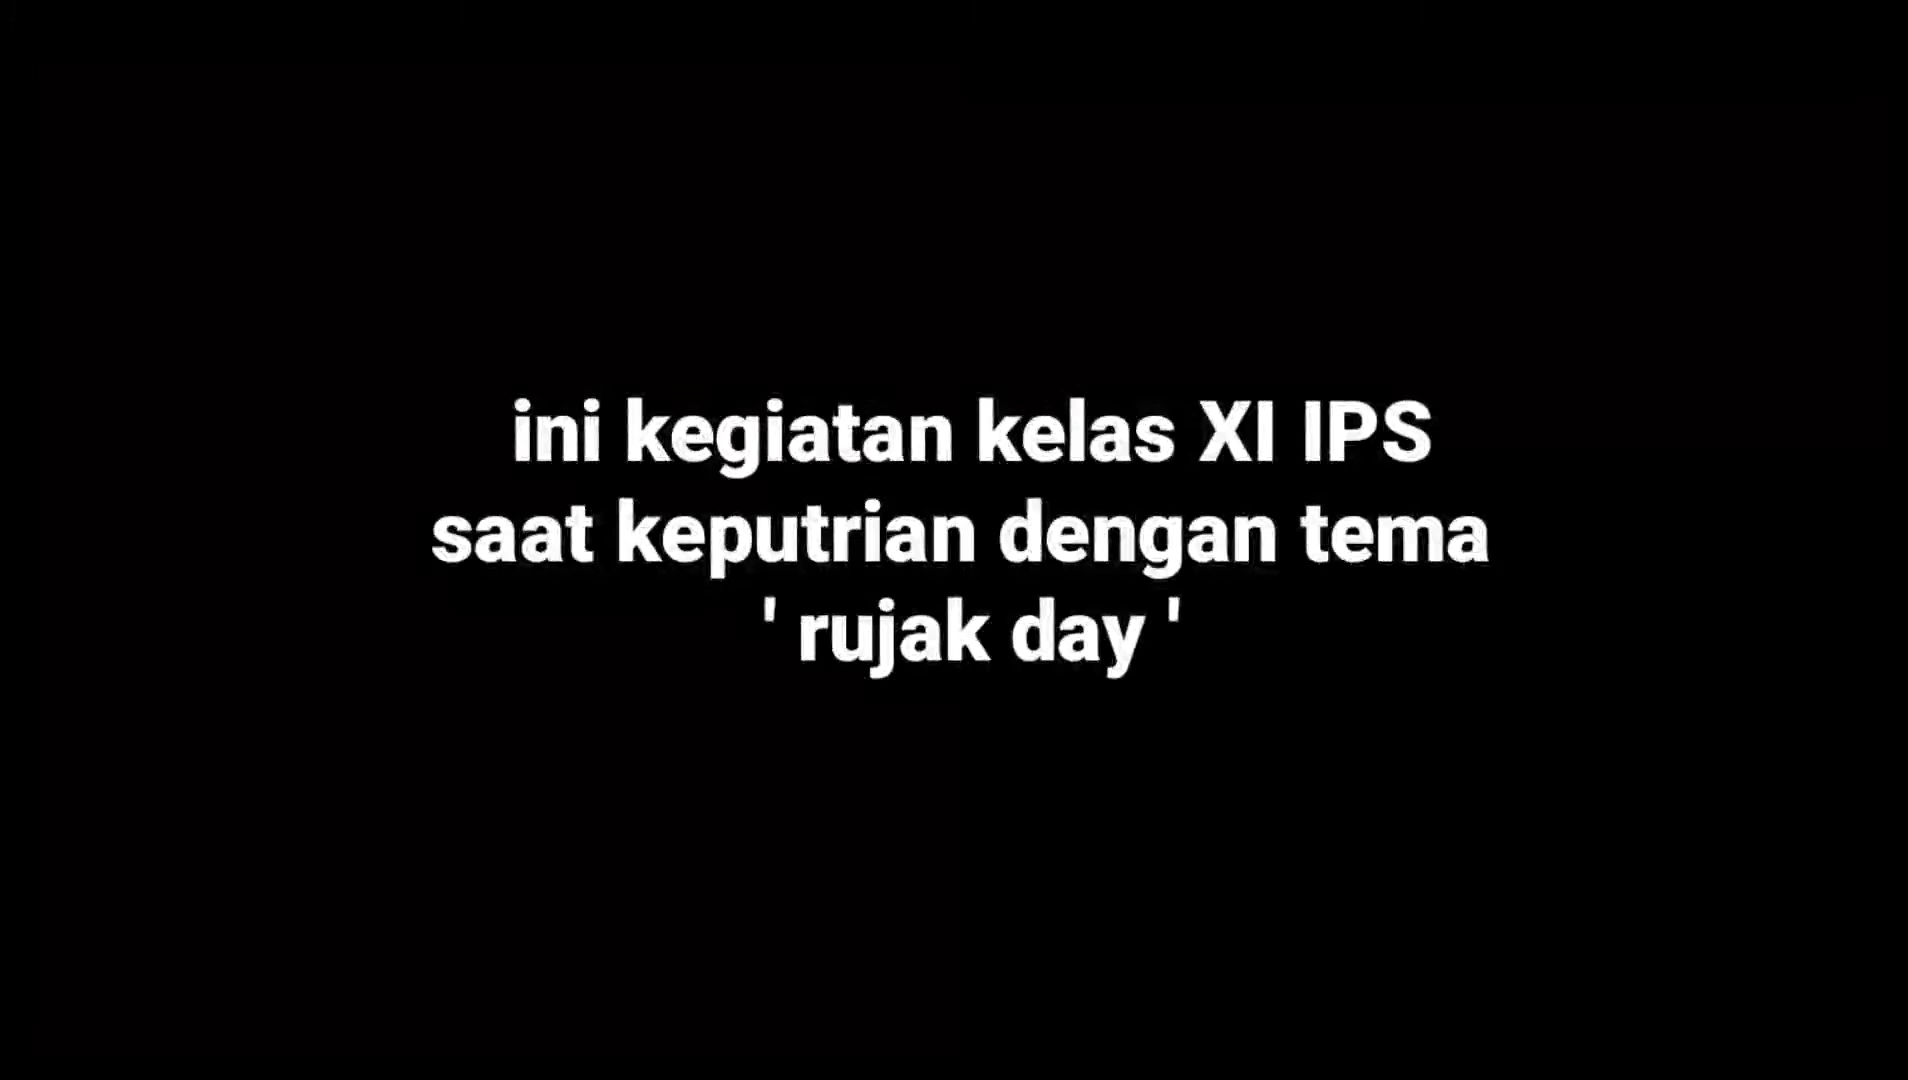 ini kegiatan kelas XI IPS
saat keputrian dengan tema
' rujak day '